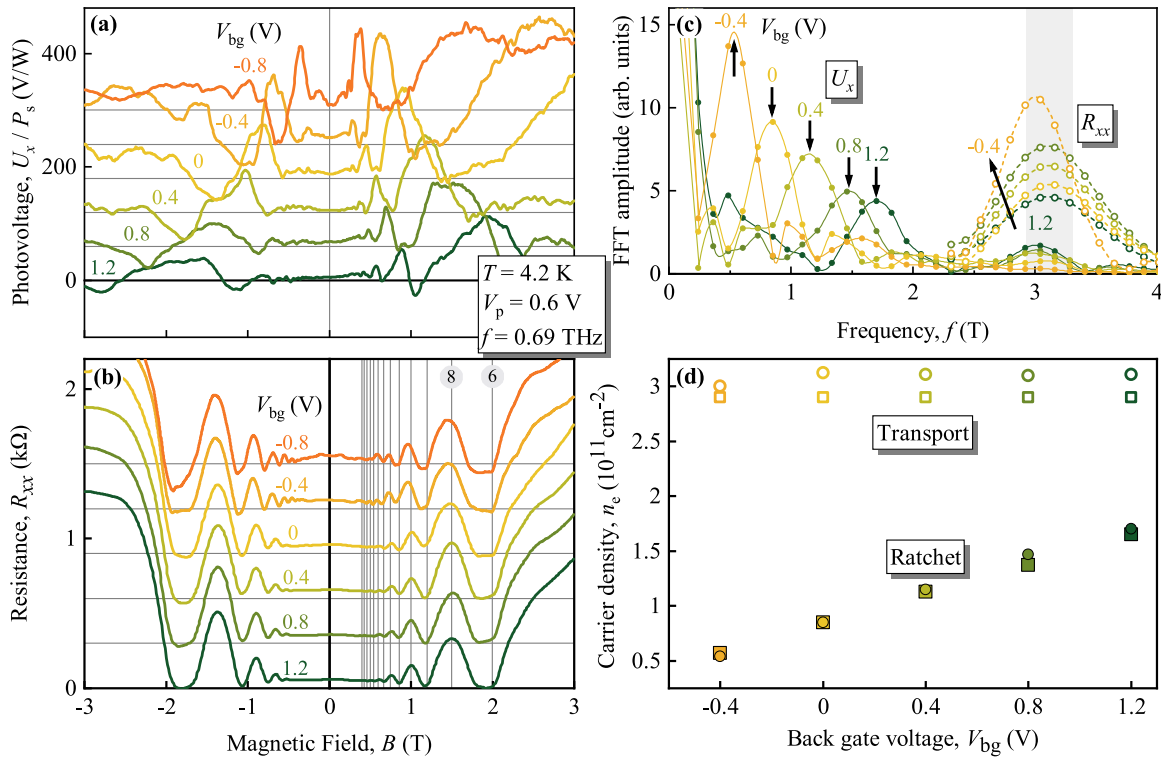 (a)
V_bg (V)
-0.8
-0.4
0
0.4
0.8
1.2
400
200
0
Photovoltage, U_x / P_s (V/W)
T = 4.2 K
V_p = 0.6 V
f = 0.69 THz
(b)
V_bg (V)
8
6
-0.8
-0.4
0
0.4
0.8
1.2
2
1
0
Resistance, R_xx (kΩ)
-3
-2
-1
0
1
2
3
Magnetic Field, B (T)
(c)
V_bg (V)
-0.4
0
0.4
0.8
1.2
U_x
R_xx
-0.4
1.2
15
10
5
0
FFT amplitude (arb. units)
0
1
2
3
4
Frequency, f (T)
(d)
Transport
Ratchet
3
2.5
2
1.5
1
0.5
Carrier density, n_e (10^11 cm^-2)
-0.4
0
0.4
0.8
1.2
Back gate voltage, V_bg (V)